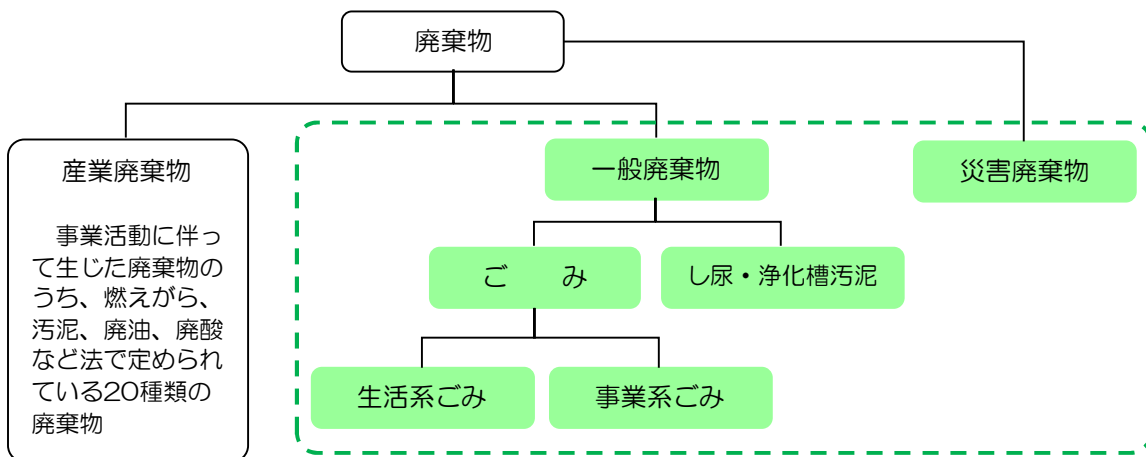 廃棄物
産業廃棄物
事業活動に伴っ
て生じた廃棄物の
うち、燃えがら、
汚泥、廃油、廃酸
など法で定められ
ている20種類の
廃棄物
一般廃棄物
災害廃棄物
ご　み
し尿・浄化槽汚泥
生活系ごみ
事業系ごみ